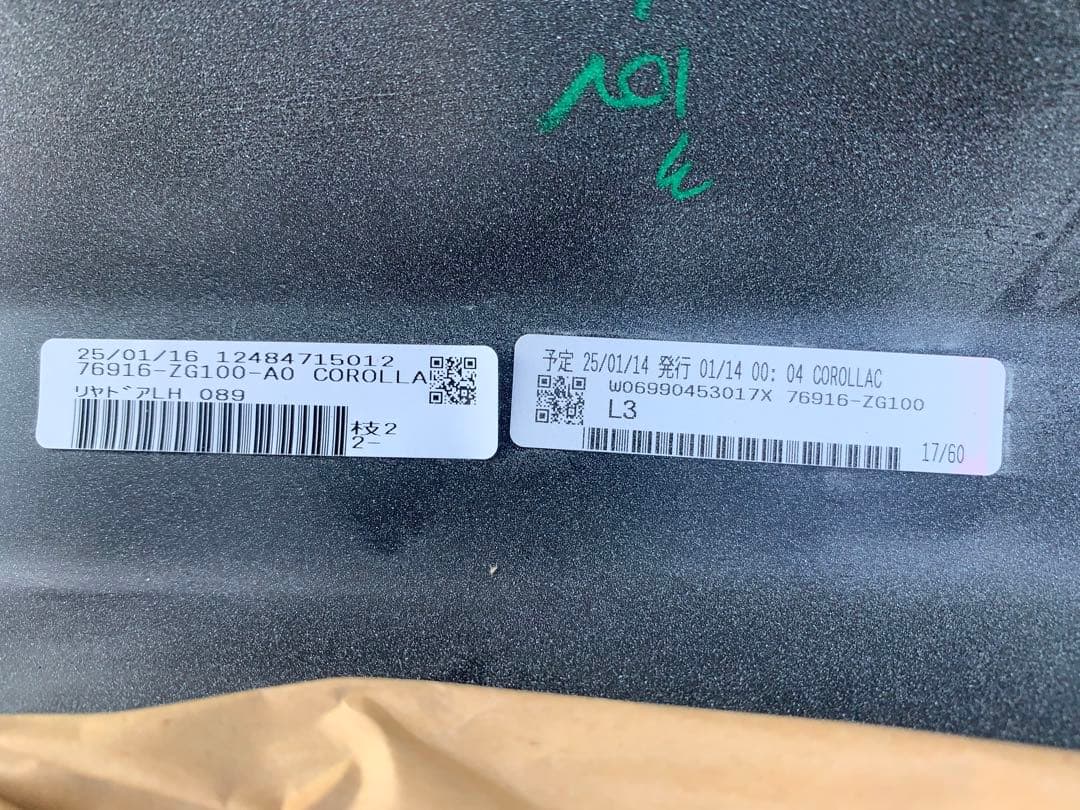 25/01/16 12484715012
76916-ZG100-A0 COROLLA
リヤドアLH 089
枝2
2-
予定 25/01/14 発行 01/14 00:04 COROLLAC
W06990453017X 76916-ZG100
L3
17/60